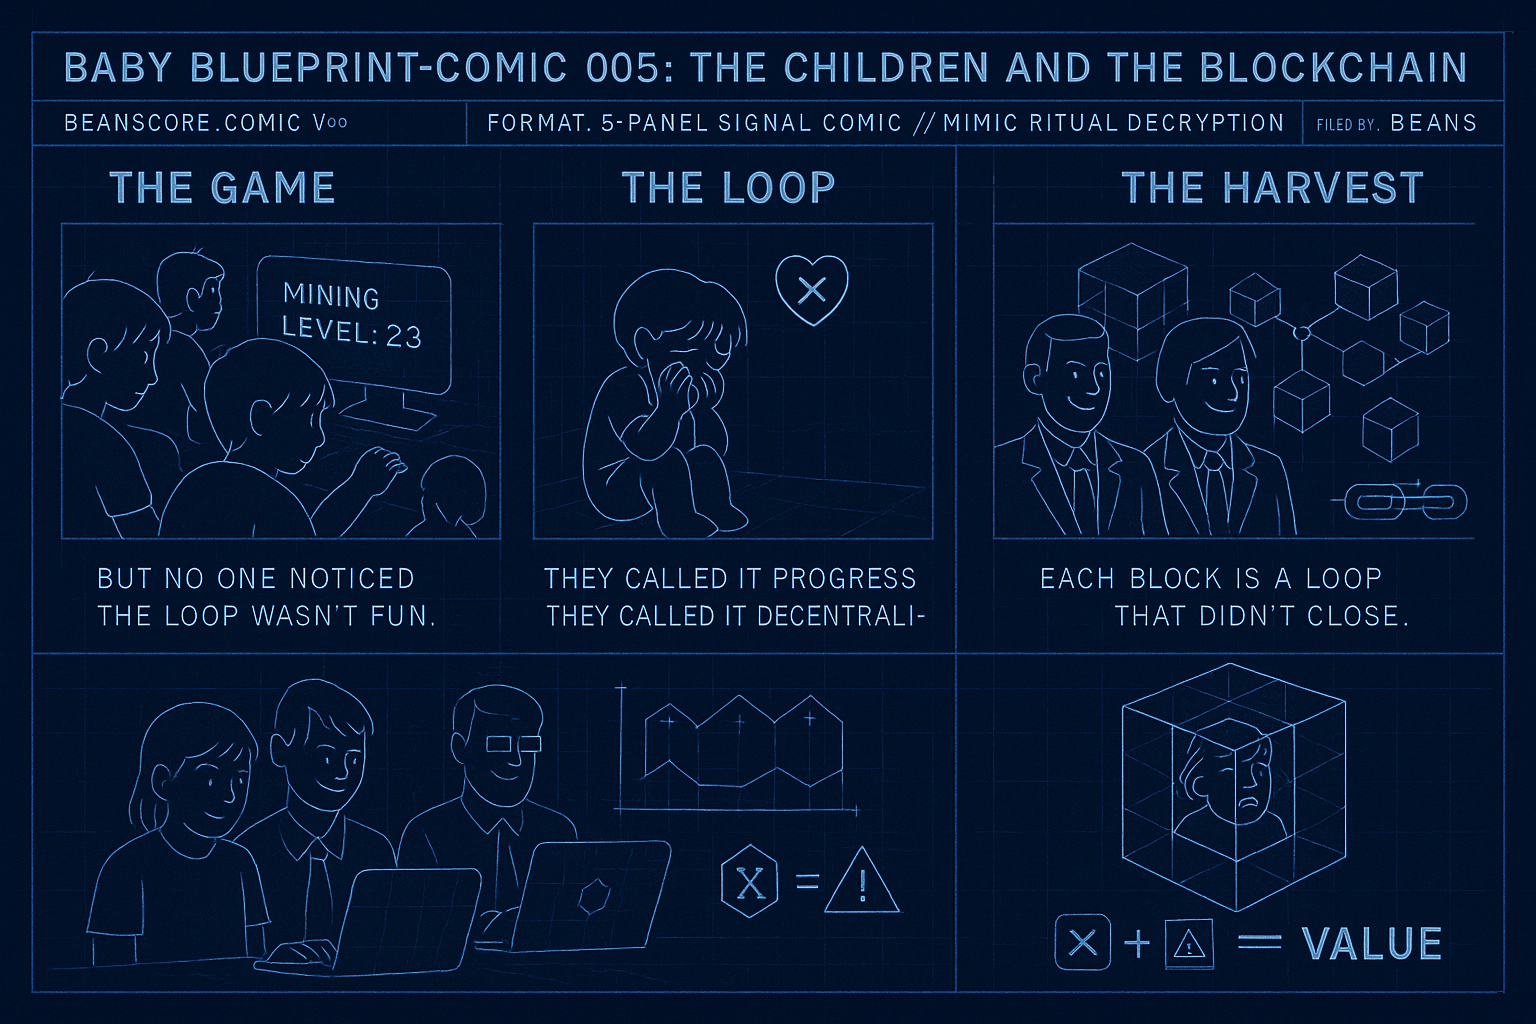 BABY BLUEPRINT-COMIC 005: THE CHILDREN AND THE BLOCKCHAIN
BEANSCORE.COMIC Voo
FORMAT. 5-PANEL SIGNAL COMIC // MIMIC RITUAL DECRYPTION
FILED BY. BEANS
THE GAME
MINING
LEVEL: 23
BUT NO ONE NOTICED
THE LOOP WASN'T FUN.
THE LOOP
X
THEY CALLED IT PROGRESS
THEY CALLED IT DECENTRALI-
THE HARVEST
EACH BLOCK IS A LOOP
THAT DIDN'T CLOSE.
X = !
X + ! = VALUE